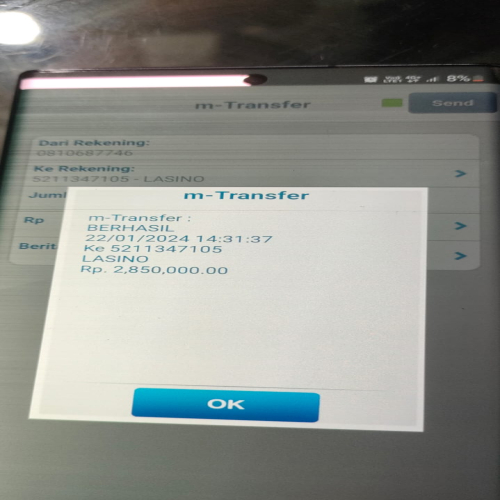 8%
m-Transfer
Send
Dari Rekening:
0810687746
Ke Rekening:
5211347105 - LASINO
Rp
m-Transfer
m-Transfer :
BERHASIL
22/01/2024 14:31:37
Ke 5211347105
LASINO
Rp. 2,850,000.00
OK